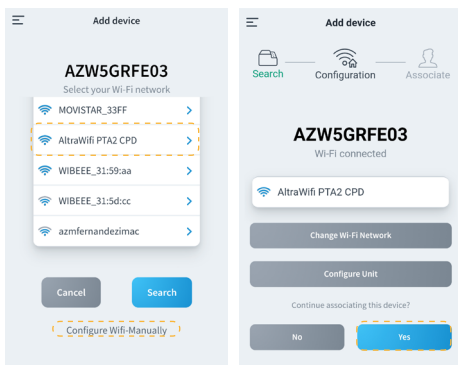 Add device
AZW5GRFE03
Select your Wi-Fi network
MOVISTAR_33FF
AltraWifi PTA2 CPD
WIBEEE_31:59:aa
WIBEEE_31:5d:cc
azmfernandezimac
Cancel
Search
Configure Wifi-Manually
Add device
Search
Configuration
Associate
AZW5GRFE03
Wi-Fi connected
AltraWifi PTA2 CPD
Change Wi-Fi Network
Configure Unit
Continue associating this device?
No
Yes